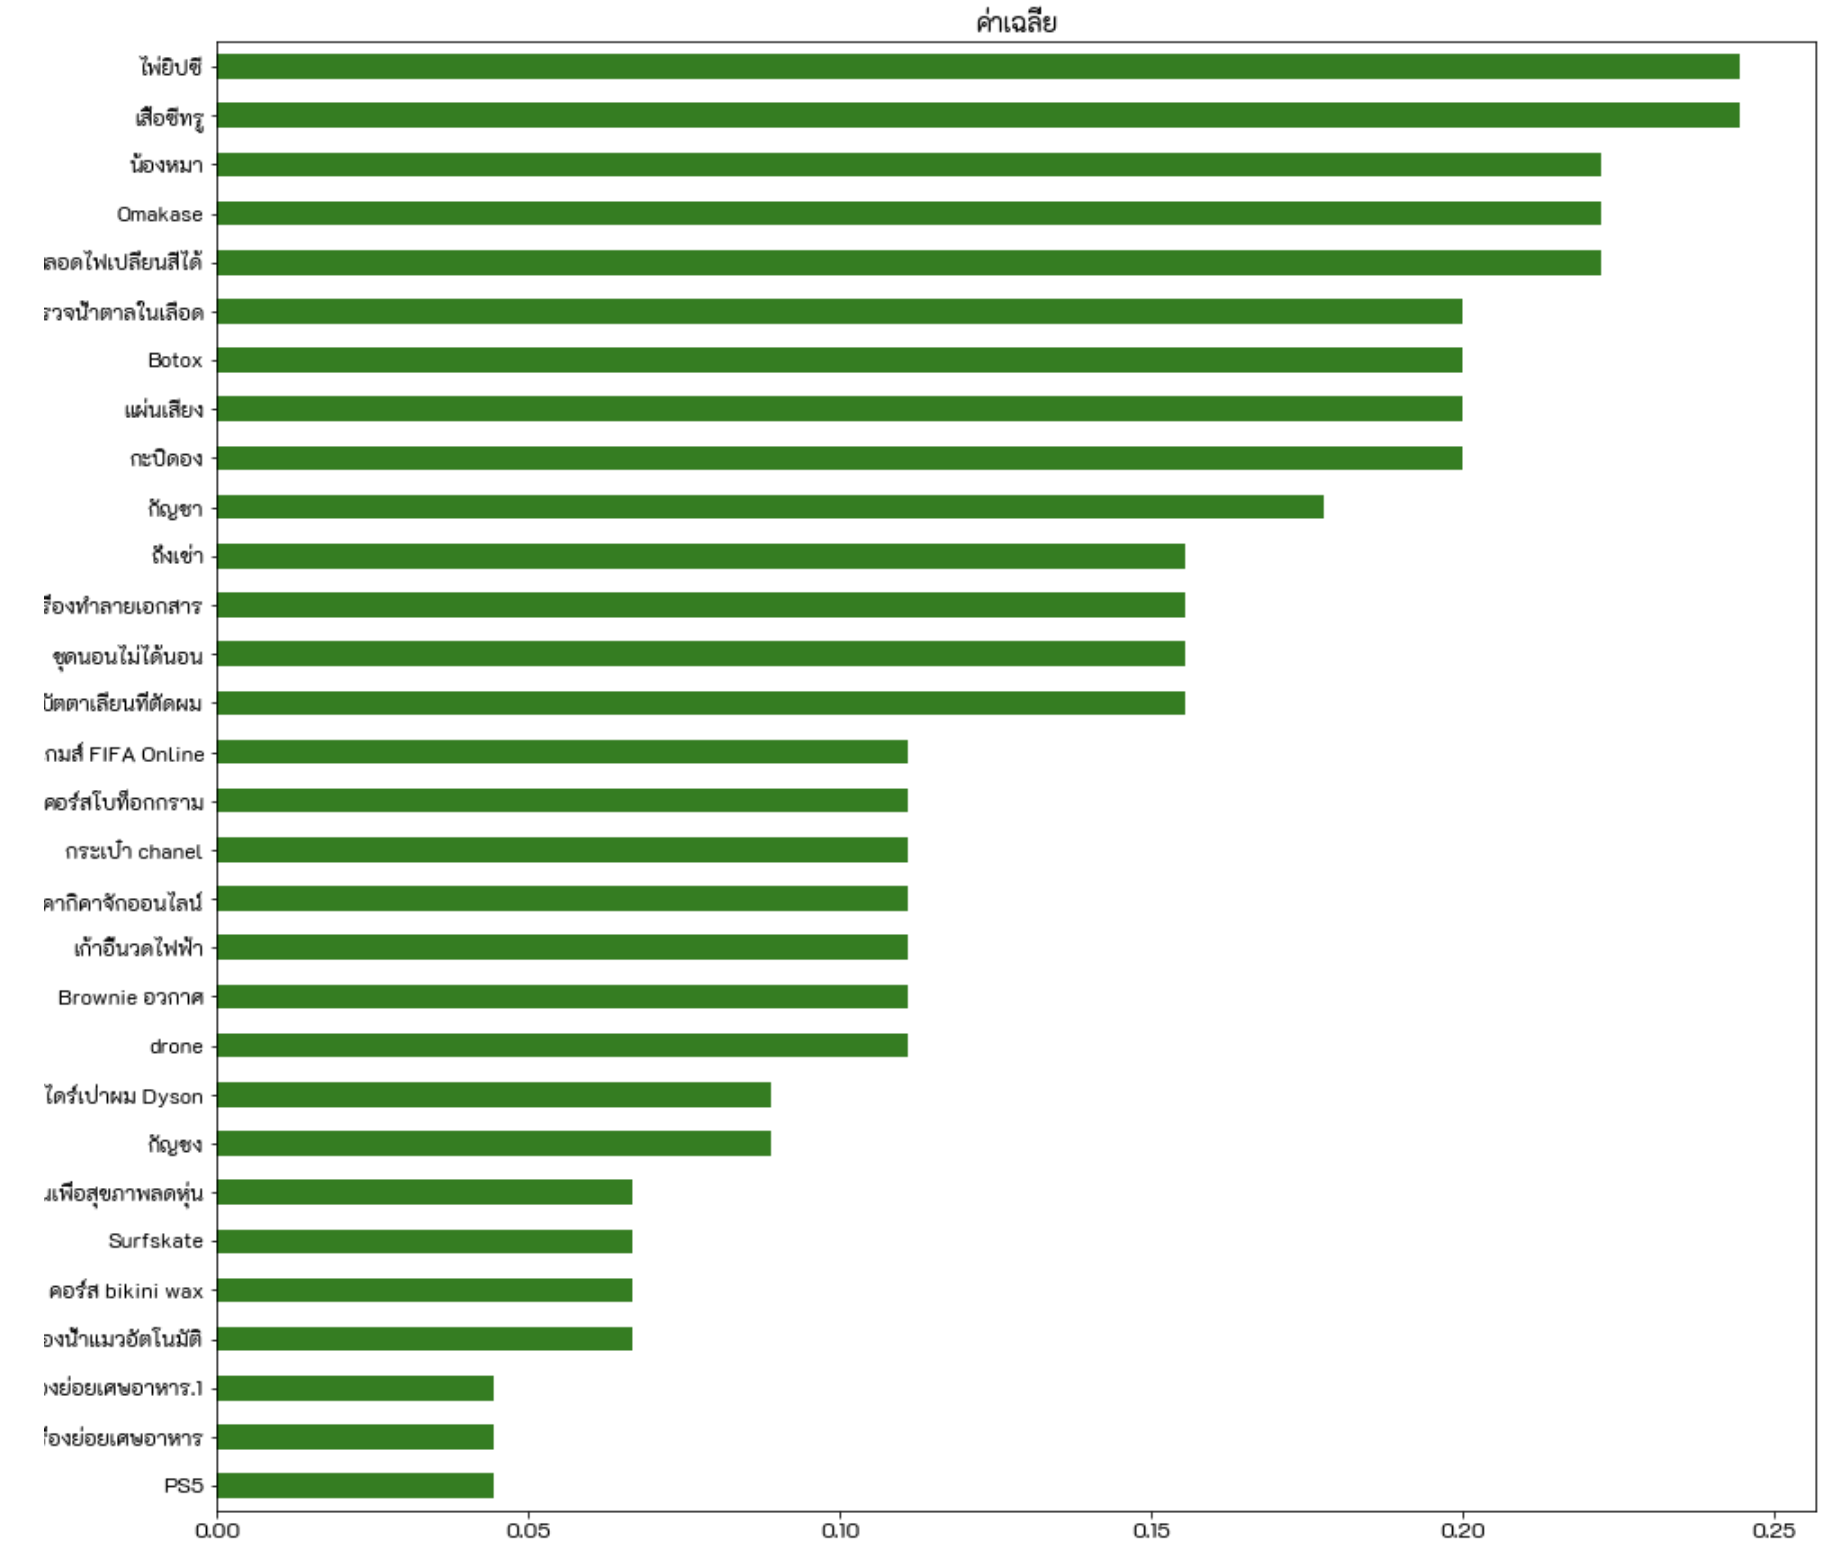 ค่าเฉลี่ย
ไพ่ยิปซี
เสื้อซีทรู
น้องหมา
Omakase
ลอดไฟเปลี่ยนสีได้
รวจน้ำตาลในเลือด
Botox
แผ่นเสียง
กะปิดอง
กัญชา
ถังเช่า
รื่องทำลายเอกสาร
ชุดนอนไม่ได้นอน
บัตตาเลี่ยนที่ตัดผม
กมส์ FIFA Online
คอร์สโบท็อกกราม
กระเป๋า chanel
คากิคาจักออนไลน์
เก้าอี้นวดไฟฟ้า
Brownie อวกาศ
drone
ไดร์เป่าผม Dyson
กัญชง
นเพื่อสุขภาพลดหุ่น
Surfskate
คอร์ส bikini wax
องน้ำแมวอัตโนมัติ
งย่อยเศษอาหาร.1
รื่องย่อยเศษอาหาร
PS5
0.00 0.05 0.10 0.15 0.20 0.25